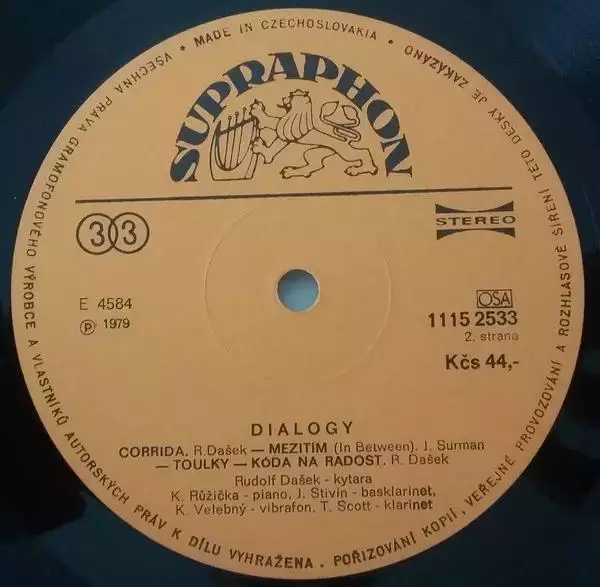 VŠECHNA PRÁVA GRAMOFONOVÉHO VÝROBCE A VLASTNÍKŮ AUTORSKÝCH PRÁV K DÍLU VYHRAŽENA. POŘIZOVÁNÍ KOPIÍ, VEŘEJNÉ PROVOZOVÁNÍ A ROZHLASOVÉ ŠÍŘENÍ TÉTO DESKY JE ZAKÁZÁNO • MADE IN CZECHOSLOVAKIA •
SUPRAPHON
33
STEREO
E 4584
Ⓟ 1979
OSA
1115 2533
2. strana
Kčs 44,-
DIALOGY
CORRIDA. R. Dašek — MEZITÍM (In Between). J. Surman
— TOULKY — KÓDA NA RADOST. R. Dašek
Rudolf Dašek - kytara
K. Růžička - piano, J. Stivín - basklarinet,
K. Velebný - vibrafon, T. Scott - klarinet